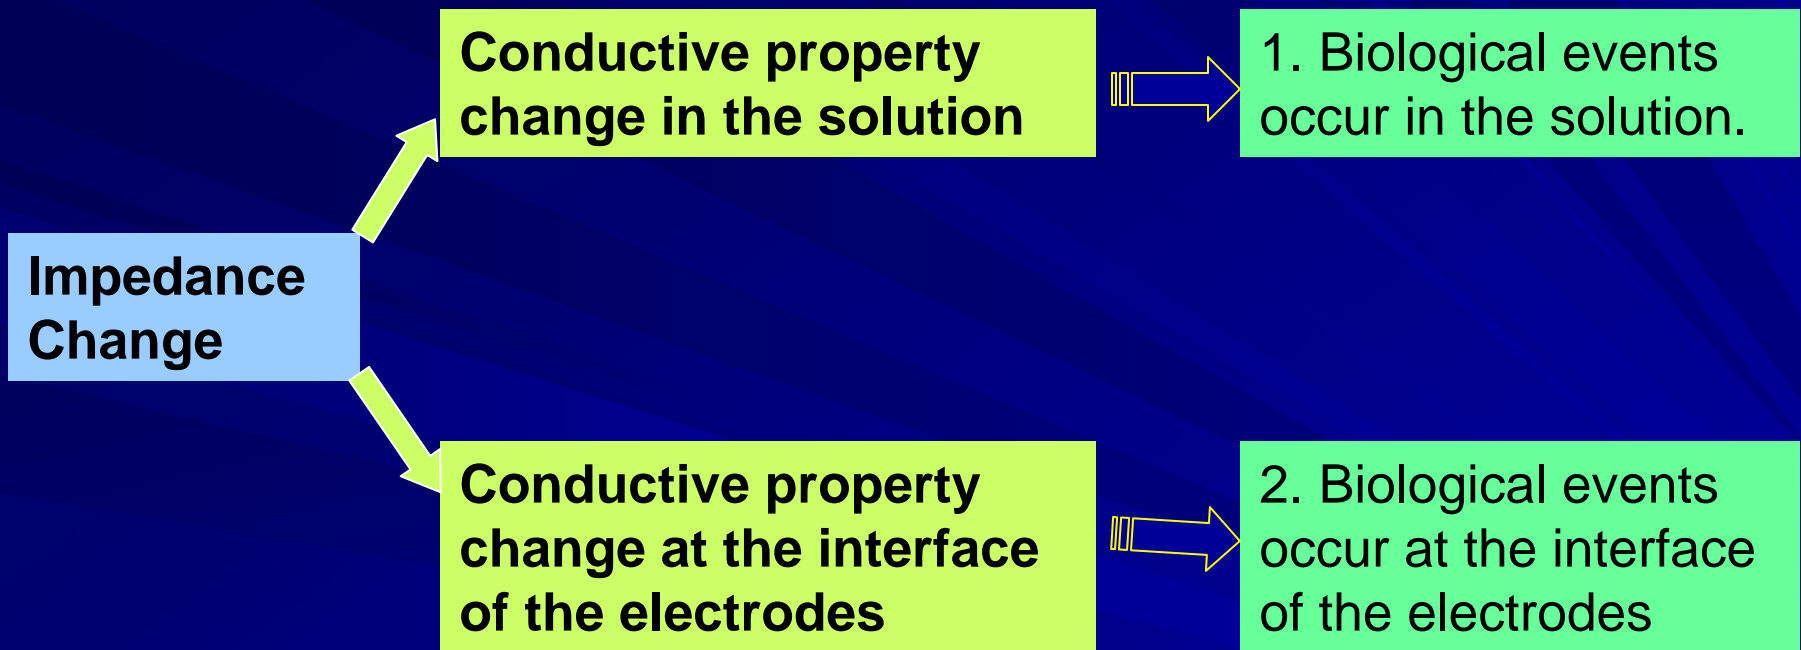 Conductive property
change in the solution
1. Biological events
occur in the solution.
Impedance
Change
Conductive property
change at the interface
of the electrodes
2. Biological events
occur at the interface
of the electrodes